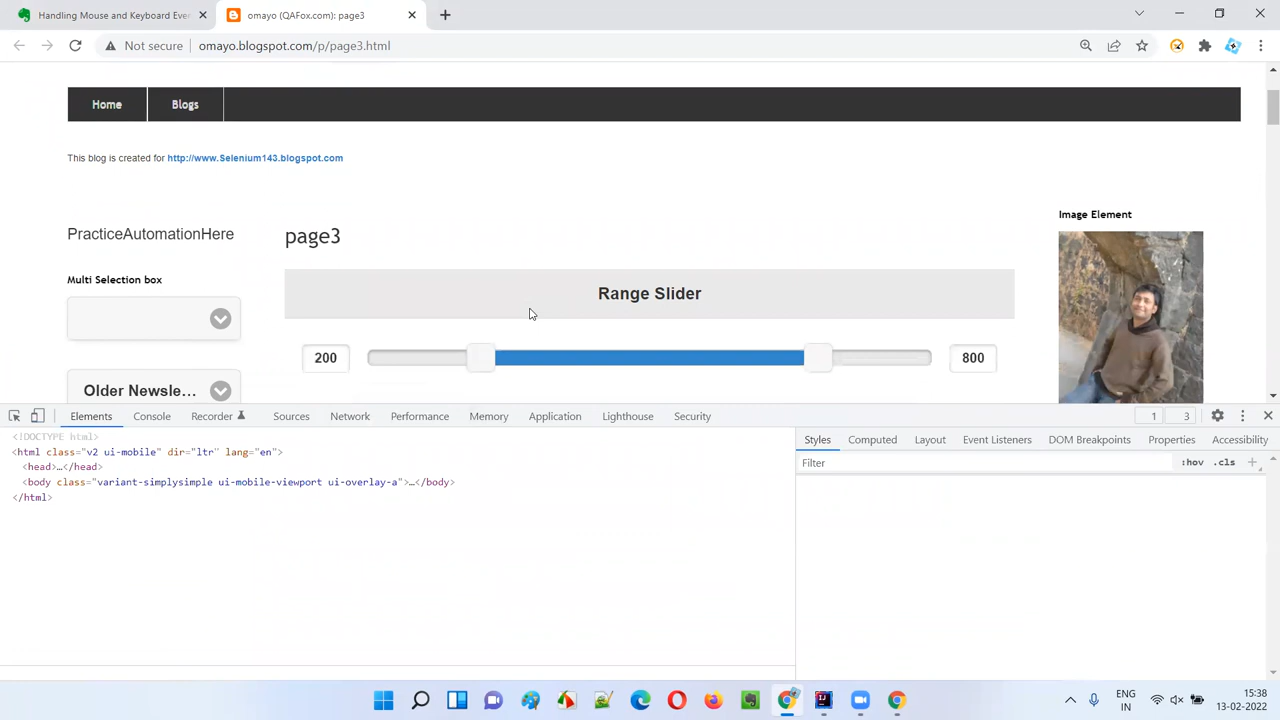 Handling Mouse and Keyboard Eve
omayo (QAFox.com): page3
Not secure
omayo.blogspot.com/p/page3.html
Home
Blogs
This blog is created for http://www.Selenium143.blogspot.com
PracticeAutomationHere
page3
Image Element
Multi Selection box
Range Slider
200
800
Older Newsle...
Elements Console Recorder Sources Network Performance Memory Application Lighthouse Security 1 3
<!DOCTYPE html>
<html class="v2 ui-mobile" dir="ltr" lang="en">
<head>…</head>
<body class="variant-simplysimple ui-mobile-viewport ui-overlay-a">…</body>
</html>
Styles Computed Layout Event Listeners DOM Breakpoints Properties Accessibility
Filter
:hov .cls
ENG
IN
15:38
13-02-2022